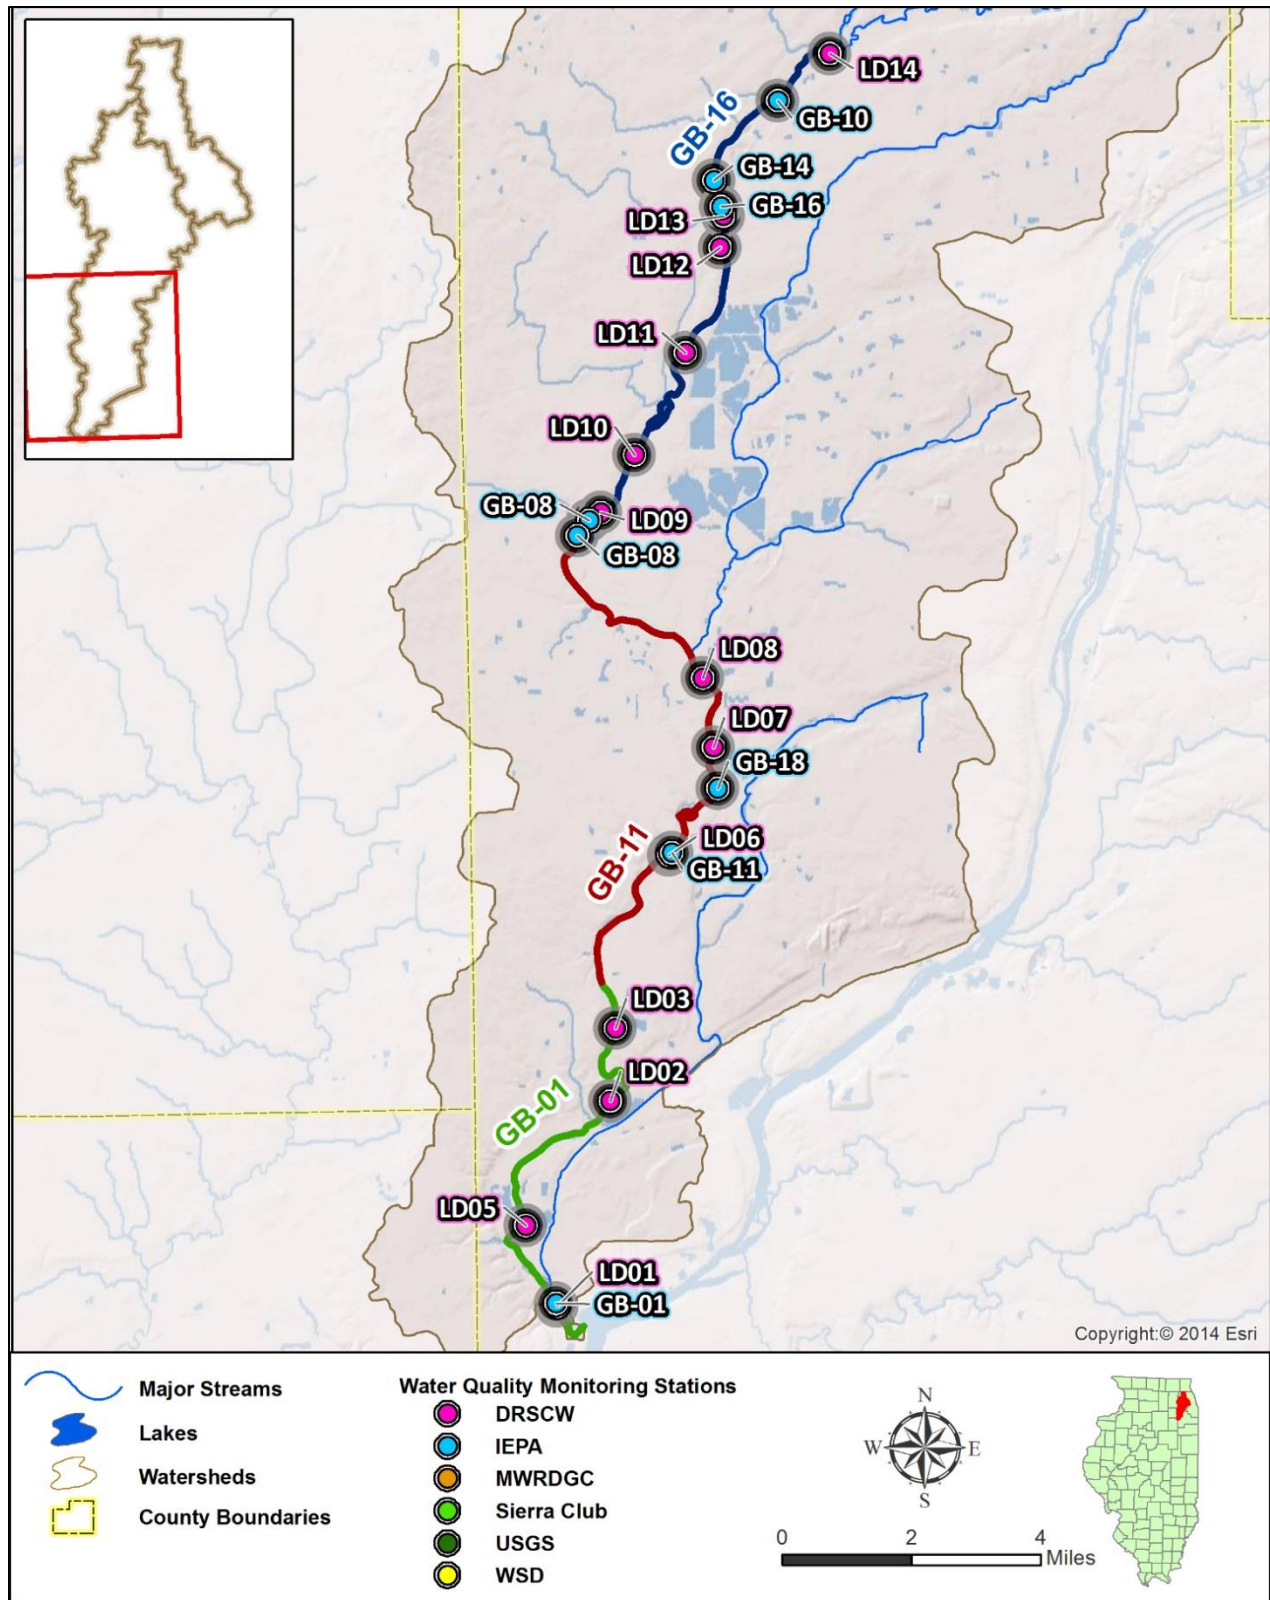 LD14
GB-10
GB-16
GB-14
GB-16
LD13
LD12
LD11
LD10
GB-08
LD09
GB-08
LD08
LD07
GB-18
LD06
GB-11
GB-11
LD03
LD02
GB-01
LD05
LD01
GB-01
Copyright:© 2014 Esri
Major Streams
Lakes
Watersheds
County Boundaries
Water Quality Monitoring Stations
DRSCW
IEPA
MWRDGC
Sierra Club
USGS
WSD
N
W E
S
0 2 4
Miles